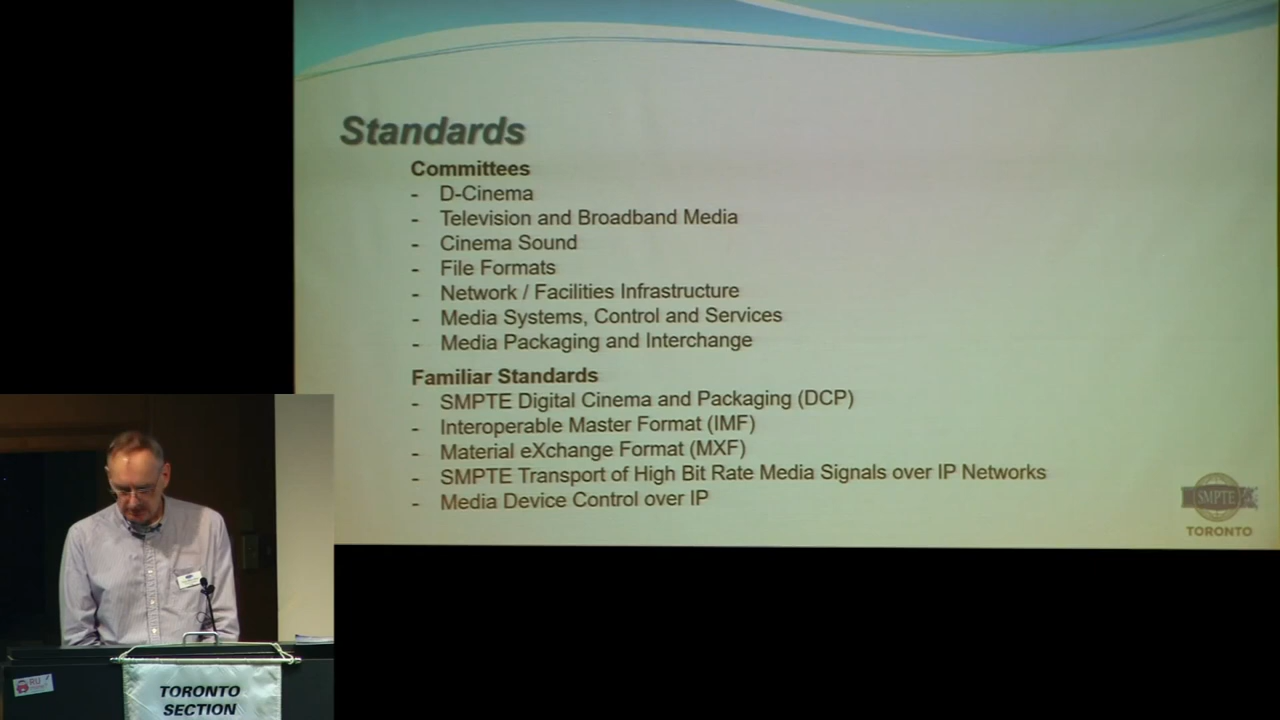 Standards
Committees
- D-Cinema
- Television and Broadband Media
- Cinema Sound
- File Formats
- Network / Facilities Infrastructure
- Media Systems, Control and Services
- Media Packaging and Interchange
Familiar Standards
- SMPTE Digital Cinema and Packaging (DCP)
- Interoperable Master Format (IMF)
- Material eXchange Format (MXF)
- SMPTE Transport of High Bit Rate Media Signals over IP Networks
- Media Device Control over IP
SMPTE
TORONTO
RU
TORONTO
SECTION